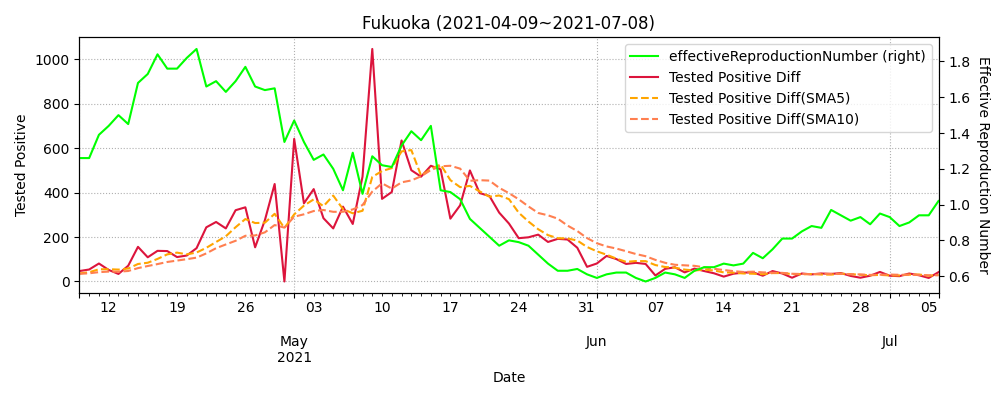 Fukuoka (2021-04-09~2021-07-08)
effectiveReproductionNumber (right)
Tested Positive Diff
Tested Positive Diff(SMA5)
Tested Positive Diff(SMA10)
Tested Positive
1000
800
600
400
200
0
1.8
1.6
1.4
1.2
1.0
0.8
0.6
Effective Reproduction Number
12 19 26 03 10 17 24 31 07 14 21 28 05
May Jun Jul
2021
Date